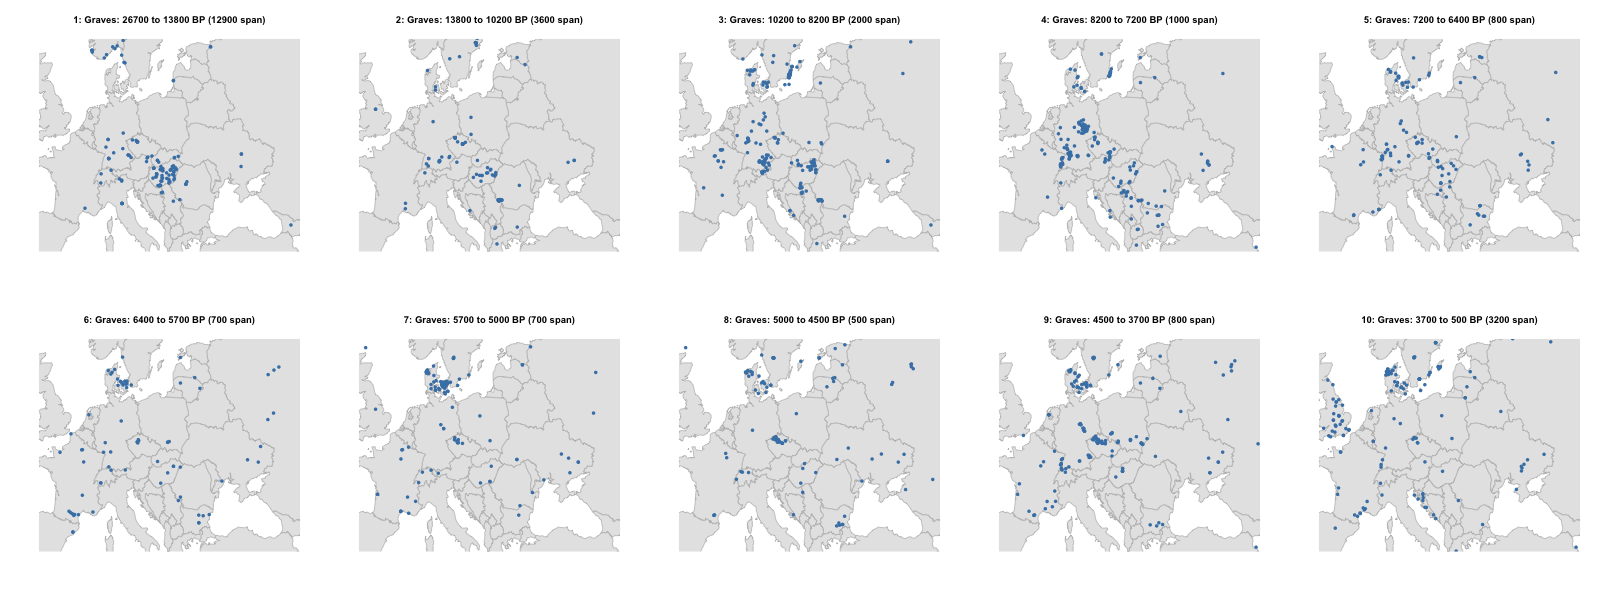 1: Graves: 26700 to 13800 BP (12900 span)
2: Graves: 13800 to 10200 BP (3600 span)
3: Graves: 10200 to 8200 BP (2000 span)
4: Graves: 8200 to 7200 BP (1000 span)
5: Graves: 7200 to 6400 BP (800 span)
6: Graves: 6400 to 5700 BP (700 span)
7: Graves: 5700 to 5000 BP (700 span)
8: Graves: 5000 to 4500 BP (500 span)
9: Graves: 4500 to 3700 BP (800 span)
10: Graves: 3700 to 500 BP (3200 span)